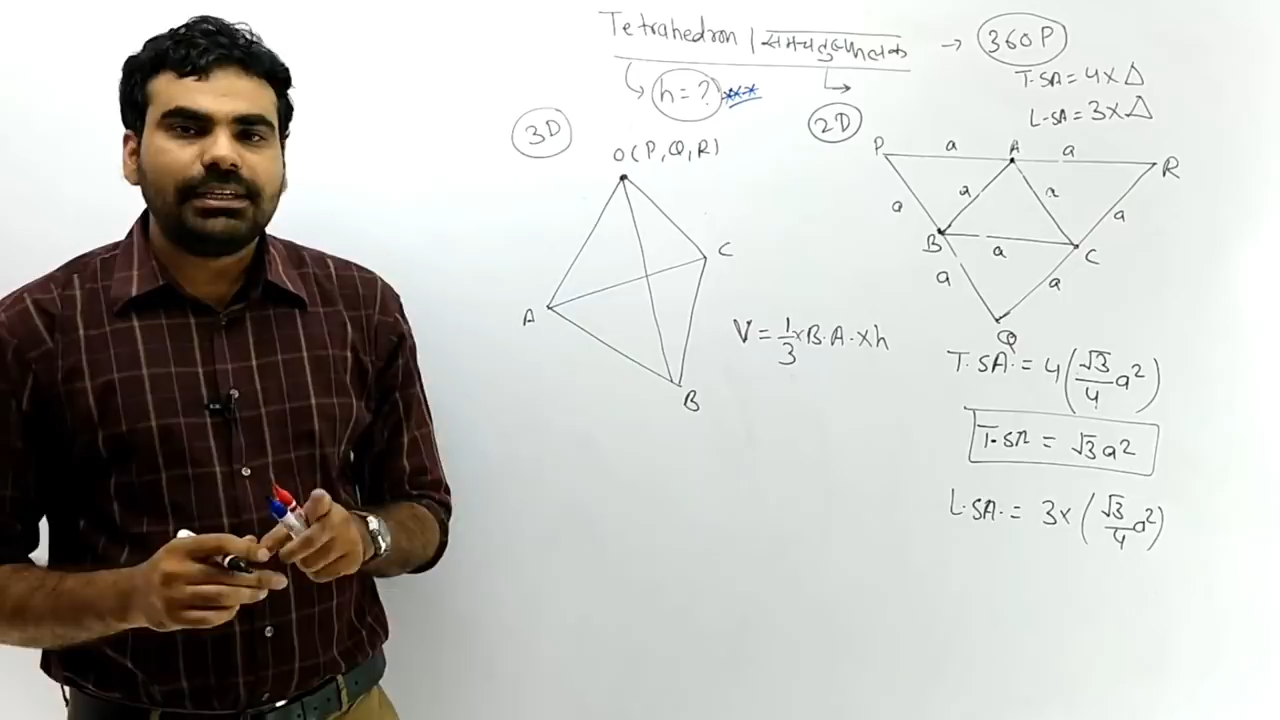 Tetrahedron | समचतुष्फलक → 360P
h = ? ***
T.SA = 4 × Δ
L.SA = 3 × Δ
3D
2D
O(P, Q, R)
A
B
C
P a A a R
a a a a
B a C
a a
Q
V = 1/3 × B.A. × h
T.SA. = 4(√3/4 a²)
T.SA = √3 a²
L.SA. = 3 × (√3/4 a²)